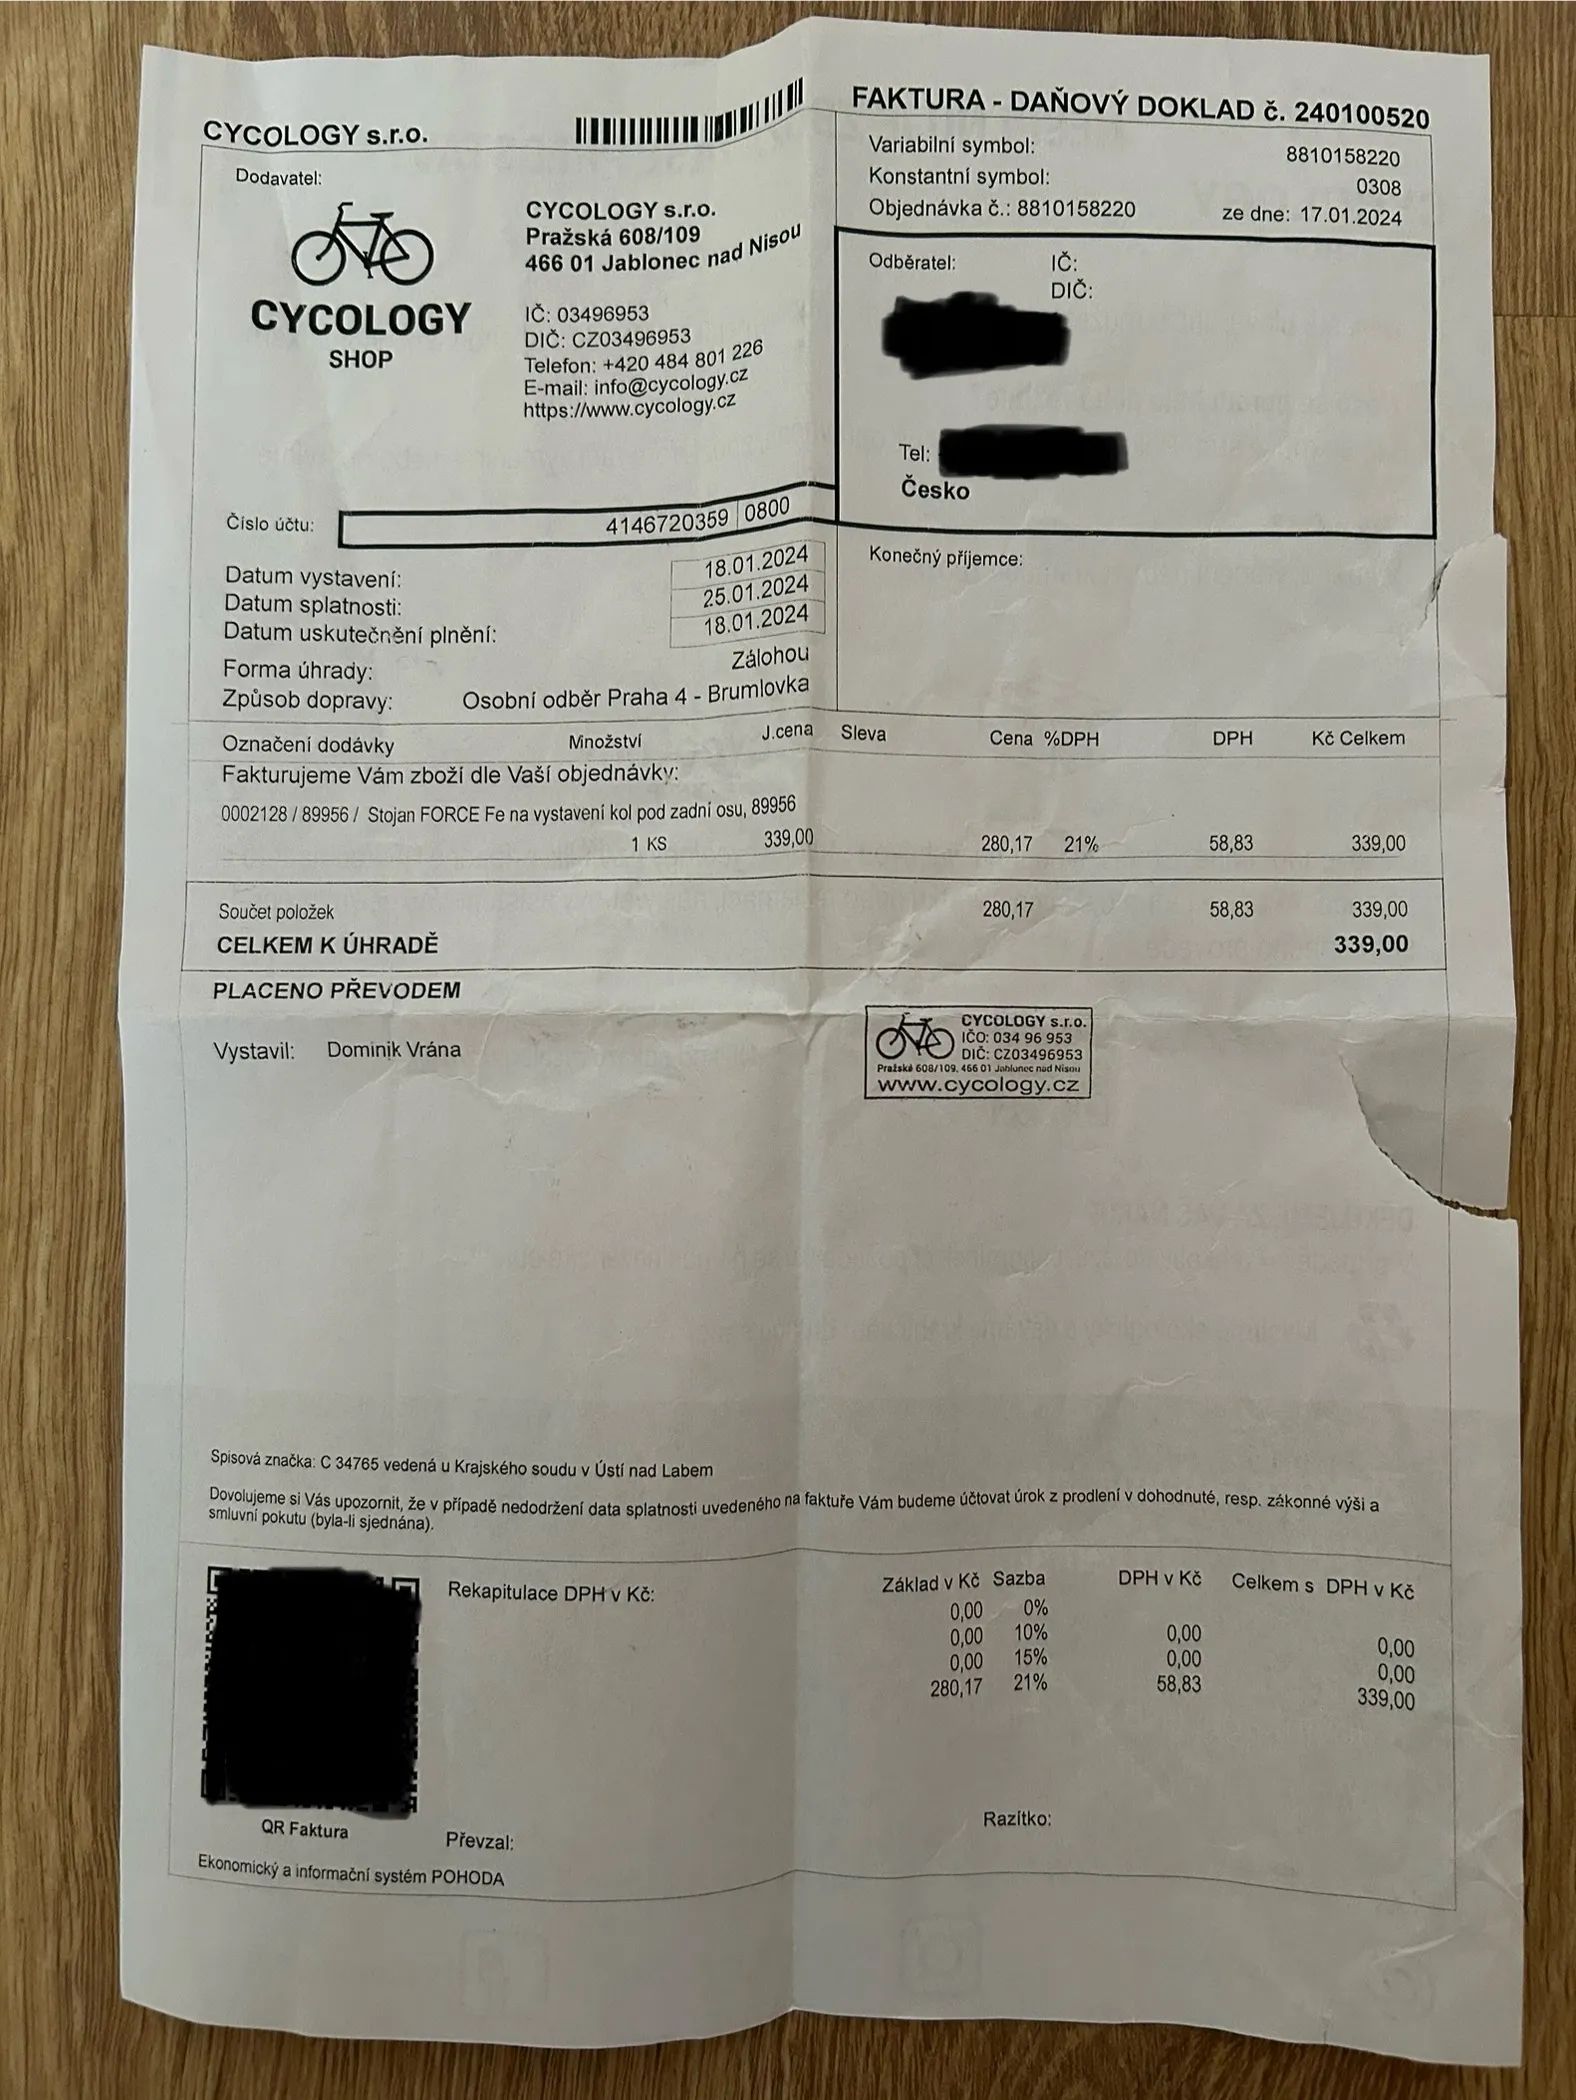 CYCOLOGY s.r.o.
FAKTURA - DAŇOVÝ DOKLAD č. 240100520
Dodavatel:
CYCOLOGY
SHOP
CYCOLOGY s.r.o.
Pražská 608/109
466 01 Jablonec nad Nisou
IČ: 03496953
DIČ: CZ03496953
Telefon: +420 484 801 226
E-mail: info@cycology.cz
https://www.cycology.cz
Variabilní symbol: 8810158220
Konstantní symbol: 0308
Objednávka č.: 8810158220 ze dne: 17.01.2024
Odběratel: IČ:
DIČ:
Tel:
Česko
Číslo účtu: 4146720359 0800
Datum vystavení: 18.01.2024
Datum splatnosti: 25.01.2024
Datum uskutečnění plnění: 18.01.2024
Forma úhrady: Zálohou
Způsob dopravy: Osobní odběr Praha 4 - Brumlovka
Konečný příjemce:
Označení dodávky Množství J.cena Sleva Cena %DPH DPH Kč Celkem
Fakturujeme Vám zboží dle Vaší objednávky:
0002128 / 89956 / Stojan FORCE Fe na vystavení kol pod zadní osu, 89956
1 KS 339,00 280,17 21% 58,83 339,00
Součet položek 280,17 58,83 339,00
CELKEM K ÚHRADĚ 339,00
PLACENO PŘEVODEM
Vystavil: Dominik Vrána
CYCOLOGY s.r.o.
IČO: 034 96 953
DIČ: CZ03496953
Pražská 608/109, 466 01 Jablonec nad Nisou
www.cycology.cz
Spisová značka: C 34765 vedená u Krajského soudu v Ústí nad Labem
Dovolujeme si Vás upozornit, že v případě nedodržení data splatnosti uvedeného na faktuře Vám budeme účtovat úrok z prodlení v dohodnuté, resp. zákonné výši a
smluvní pokutu (byla-li sjednána).
Rekapitulace DPH v Kč: Základ v Kč Sazba DPH v Kč Celkem s DPH v Kč
0,00 0%
0,00 10% 0,00 0,00
0,00 15% 0,00 0,00
280,17 21% 58,83 339,00
QR Faktura
Převzal:
Razítko:
Ekonomický a informační systém POHODA